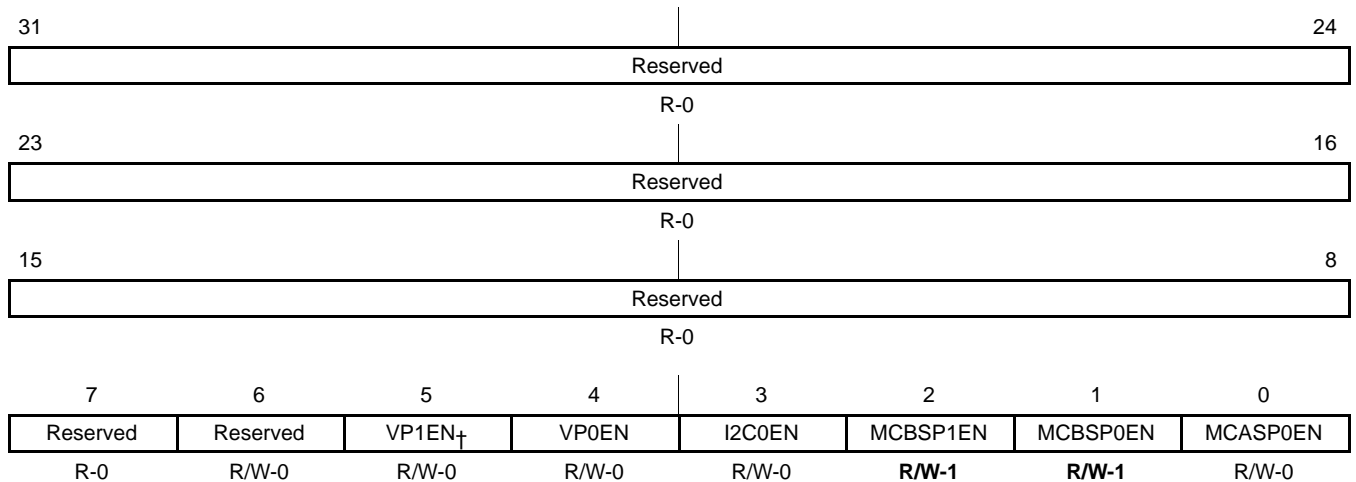 31 24
Reserved
R-0
23 16
Reserved
R-0
15 8
Reserved
R-0
7 6 5 4 3 2 1 0
Reserved Reserved VP1EN† VP0EN I2C0EN MCBSP1EN MCBSP0EN MCASP0EN
R-0 R/W-0 R/W-0 R/W-0 R/W-0 R/W-1 R/W-1 R/W-0